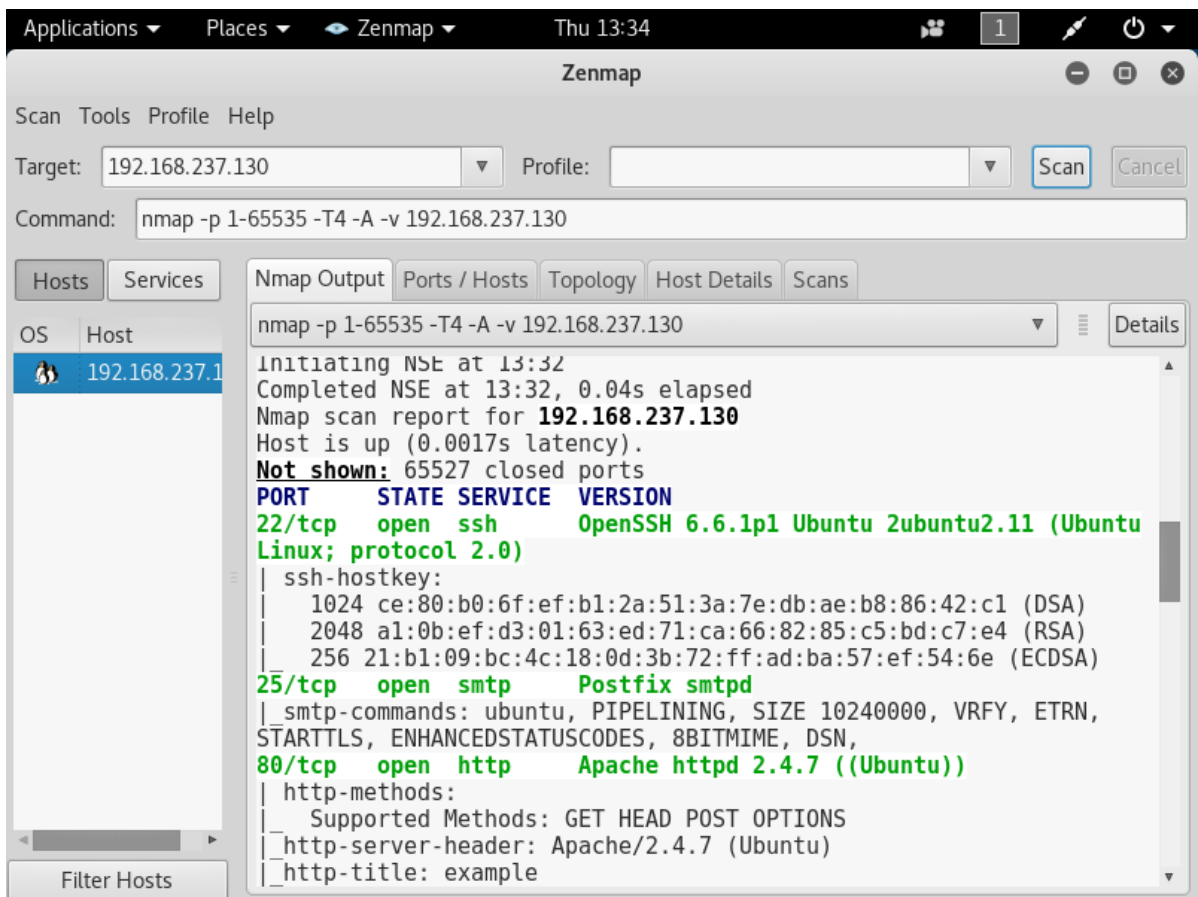 Applications Places Zenmap Thu 13:34 1
Zenmap
Scan Tools Profile Help
Target: 192.168.237.130 Profile: Scan Cancel
Command: nmap -p 1-65535 -T4 -A -v 192.168.237.130
Hosts Services
Nmap Output Ports / Hosts Topology Host Details Scans
OS Host
192.168.237.1
nmap -p 1-65535 -T4 -A -v 192.168.237.130 Details
Initiating NSE at 13:32
Completed NSE at 13:32, 0.04s elapsed
Nmap scan report for 192.168.237.130
Host is up (0.0017s latency).
Not shown: 65527 closed ports
PORT STATE SERVICE VERSION
22/tcp open ssh OpenSSH 6.6.1p1 Ubuntu 2ubuntu2.11 (Ubuntu
Linux; protocol 2.0)
| ssh-hostkey:
| 1024 ce:80:b0:6f:ef:b1:2a:51:3a:7e:db:ae:b8:86:42:c1 (DSA)
| 2048 a1:0b:ef:d3:01:63:ed:71:ca:66:82:85:c5:bd:c7:e4 (RSA)
|_ 256 21:b1:09:bc:4c:18:0d:3b:72:ff:ad:ba:57:ef:54:6e (ECDSA)
25/tcp open smtp Postfix smtpd
|_smtp-commands: ubuntu, PIPELINING, SIZE 10240000, VRFY, ETRN,
STARTTLS, ENHANCEDSTATUSCODES, 8BITMIME, DSN,
80/tcp open http Apache httpd 2.4.7 ((Ubuntu))
| http-methods:
|_ Supported Methods: GET HEAD POST OPTIONS
|_http-server-header: Apache/2.4.7 (Ubuntu)
|_http-title: example
Filter Hosts